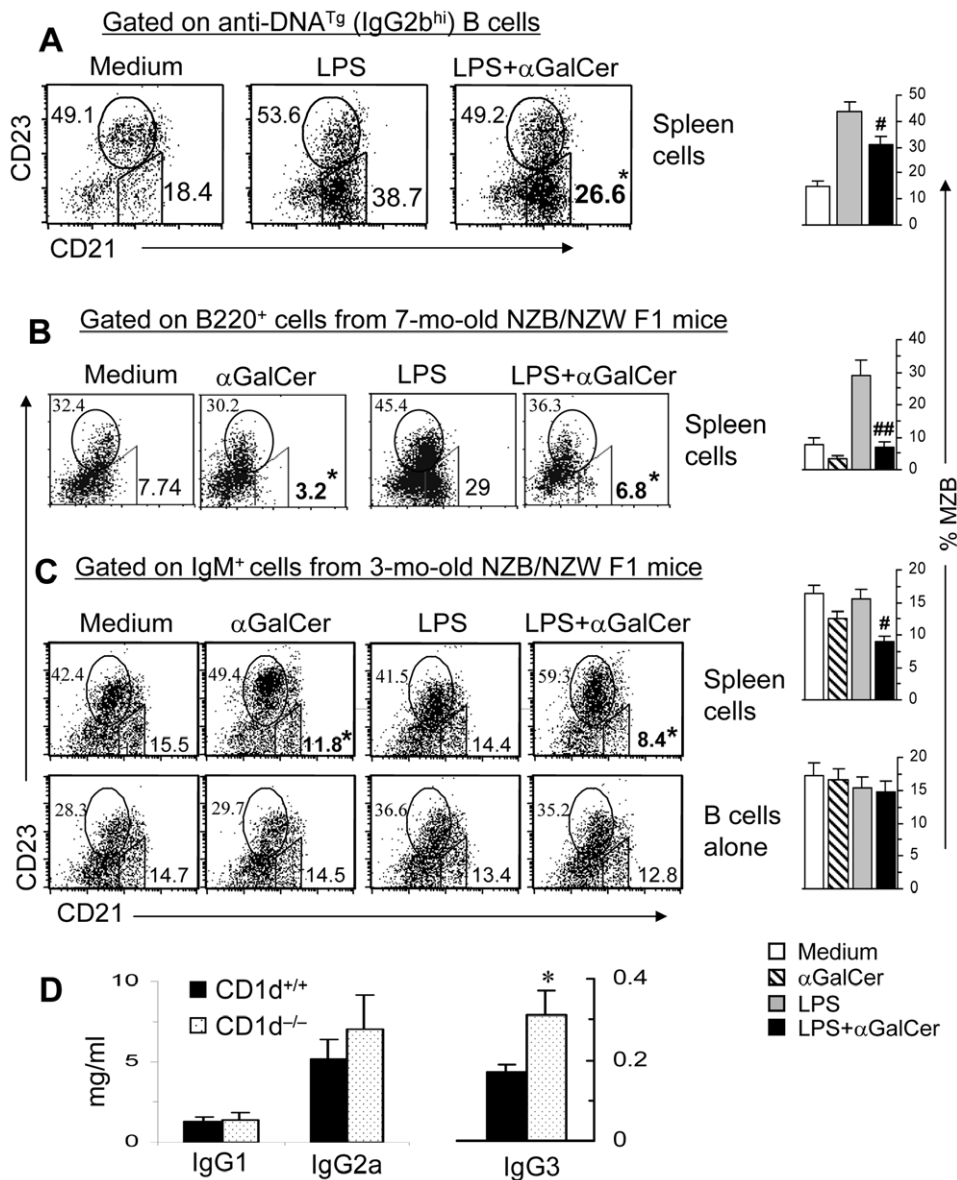 A Gated on anti-DNAᵀᵍ (IgG2bʰⁱ) B cells
Medium LPS LPS+αGalCer
49.1 18.4
53.6 38.7
49.2 26.6*
CD23
CD21
Spleen cells
50
40
30
20
10
0
#
B Gated on B220⁺ cells from 7-mo-old NZB/NZW F1 mice
Medium αGalCer LPS LPS+αGalCer
32.4 7.74
30.2 3.2*
45.4 29
36.3 6.8*
Spleen cells
40
30
20
10
0
##
% MZB
C Gated on IgM⁺ cells from 3-mo-old NZB/NZW F1 mice
Medium αGalCer LPS LPS+αGalCer
42.4 15.5
49.4 11.8*
41.5 14.4
59.3 8.4*
Spleen cells
20
15
10
5
0
#
28.3 14.7
29.7 14.5
36.6 13.4
35.2 12.8
B cells alone
20
15
10
5
0
CD23
CD21
Medium
αGalCer
LPS
LPS+αGalCer
D
mg/ml
10
5
0
CD1d⁺/⁺
CD1d⁻/⁻
*
0.4
0.2
0
IgG1 IgG2a IgG3